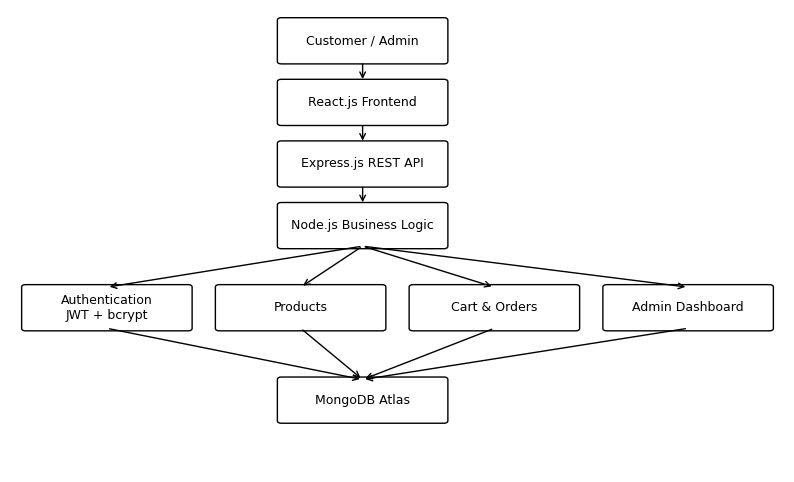 Customer / Admin
React.js Frontend
Express.js REST API
Node.js Business Logic
Authentication
JWT + bcrypt
Products
Cart & Orders
Admin Dashboard
MongoDB Atlas